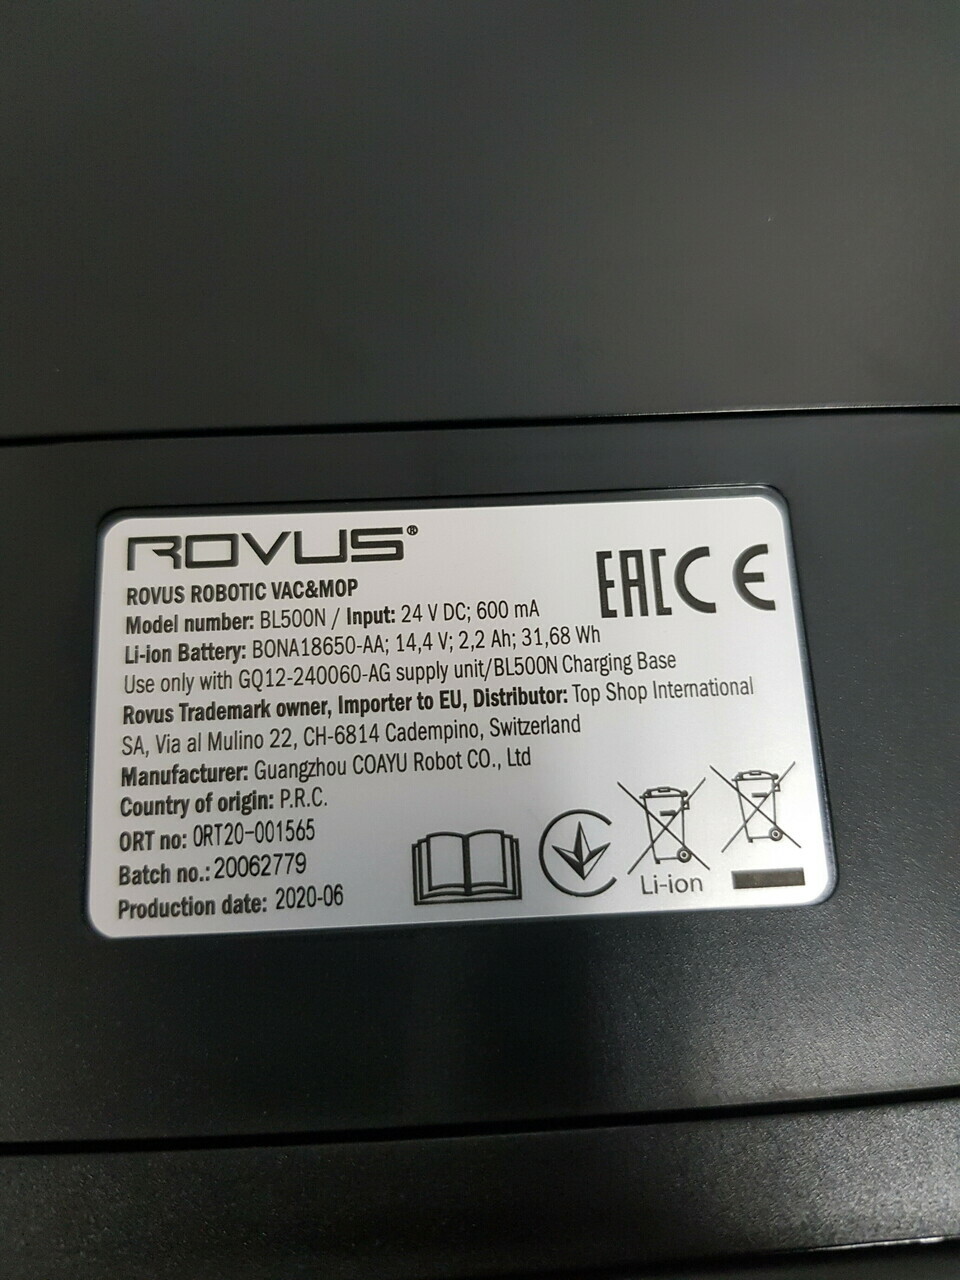 ROVUS®
ROVUS ROBOTIC VAC&MOP
Model number: BL500N / Input: 24 V DC; 600 mA
Li-ion Battery: BONA18650-AA; 14,4 V; 2,2 Ah; 31,68 Wh
Use only with GQ12-240060-AG supply unit/BL500N Charging Base
Rovus Trademark owner, Importer to EU, Distributor: Top Shop International
SA, Via al Mulino 22, CH-6814 Cadempino, Switzerland
Manufacturer: Guangzhou COAYU Robot CO., Ltd
Country of origin: P.R.C.
ORT no: ORT20-001565
Batch no.: 20062779
Production date: 2020-06
EAC CE
Li-ion